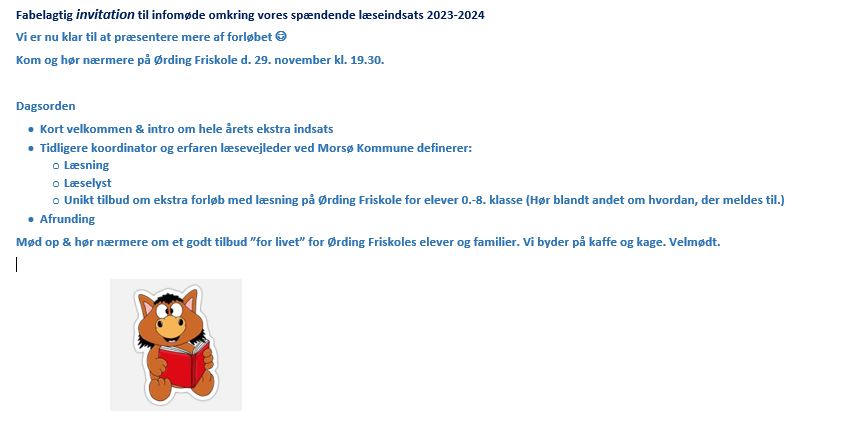 Fabelagtig invitation til infomøde omkring vores spændende læseindsats 2023-2024
Vi er nu klar til at præsentere mere af forløbet 😊
Kom og hør nærmere på Ørding Friskole d. 29. november kl. 19.30.
Dagsorden
• Kort velkommen & intro om hele årets ekstra indsats
• Tidligere koordinator og erfaren læsevejleder ved Morsø Kommune definerer:
o Læsning
o Læselyst
o Unikt tilbud om ekstra forløb med læsning på Ørding Friskole for elever 0.-8. klasse (Hør blandt andet om hvordan, der meldes til.)
• Afrunding
Mød op & hør nærmere om et godt tilbud ”for livet” for Ørding Friskoles elever og familier. Vi byder på kaffe og kage. Velmødt.